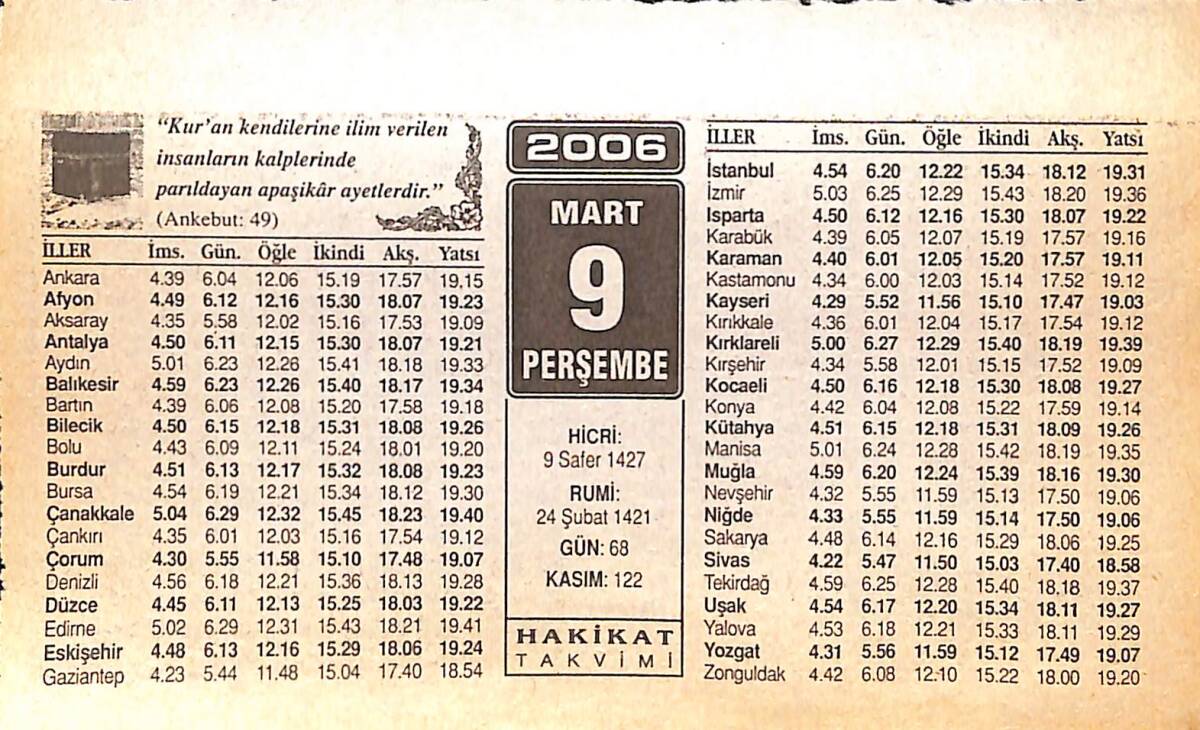 “Kur’an kendilerine ilim verilen
insanların kalplerinde
parıldayan apaşikâr ayetlerdir.”
(Ankebut: 49)
İLLER İms. Gün. Öğle İkindi Akş. Yatsı
Ankara 4.39 6.04 12.06 15.19 17.57 19.15
Afyon 4.49 6.12 12.16 15.30 18.07 19.23
Aksaray 4.35 5.58 12.02 15.16 17.53 19.09
Antalya 4.50 6.11 12.15 15.30 18.07 19.21
Aydın 5.01 6.23 12.26 15.41 18.18 19.33
Balıkesir 4.59 6.23 12.26 15.40 18.17 19.34
Bartın 4.39 6.06 12.08 15.20 17.58 19.18
Bilecik 4.50 6.15 12.18 15.31 18.08 19.26
Bolu 4.43 6.09 12.11 15.24 18.01 19.20
Burdur 4.51 6.13 12.17 15.32 18.08 19.23
Bursa 4.54 6.19 12.21 15.34 18.12 19.30
Çanakkale 5.04 6.29 12.32 15.45 18.23 19.40
Çankırı 4.35 6.01 12.03 15.16 17.54 19.12
Çorum 4.30 5.55 11.58 15.10 17.48 19.07
Denizli 4.56 6.18 12.21 15.36 18.13 19.28
Düzce 4.45 6.11 12.13 15.25 18.03 19.22
Edirne 5.02 6.29 12.31 15.43 18.21 19.41
Eskişehir 4.48 6.13 12.16 15.29 18.06 19.24
Gaziantep 4.23 5.44 11.48 15.04 17.40 18.54
2006
MART
9
PERŞEMBE
HİCRİ:
9 Safer 1427
RUMİ:
24 Şubat 1421
GÜN: 68
KASIM: 122
HAKİKAT
TAKVİMİ
İLLER İms. Gün. Öğle İkindi Akş. Yatsı
İstanbul 4.54 6.20 12.22 15.34 18.12 19.31
İzmir 5.03 6.25 12.29 15.43 18.20 19.36
Isparta 4.50 6.12 12.16 15.30 18.07 19.22
Karabük 4.39 6.05 12.07 15.19 17.57 19.16
Karaman 4.40 6.01 12.05 15.20 17.57 19.11
Kastamonu 4.34 6.00 12.03 15.14 17.52 19.12
Kayseri 4.29 5.52 11.56 15.10 17.47 19.03
Kırıkkale 4.36 6.01 12.04 15.17 17.54 19.12
Kırklareli 5.00 6.27 12.29 15.40 18.19 19.39
Kırşehir 4.34 5.58 12.01 15.15 17.52 19.09
Kocaeli 4.50 6.16 12.18 15.30 18.08 19.27
Konya 4.42 6.04 12.08 15.22 17.59 19.14
Kütahya 4.51 6.15 12.18 15.31 18.09 19.26
Manisa 5.01 6.24 12.28 15.42 18.19 19.35
Muğla 4.59 6.20 12.24 15.39 18.16 19.30
Nevşehir 4.32 5.55 11.59 15.13 17.50 19.06
Niğde 4.33 5.55 11.59 15.14 17.50 19.06
Sakarya 4.48 6.14 12.16 15.29 18.06 19.25
Sivas 4.22 5.47 11.50 15.03 17.40 18.58
Tekirdağ 4.59 6.25 12.28 15.40 18.18 19.37
Uşak 4.54 6.17 12.20 15.34 18.11 19.27
Yalova 4.53 6.18 12.21 15.33 18.11 19.29
Yozgat 4.31 5.56 11.59 15.12 17.49 19.07
Zonguldak 4.42 6.08 12.10 15.22 18.00 19.20